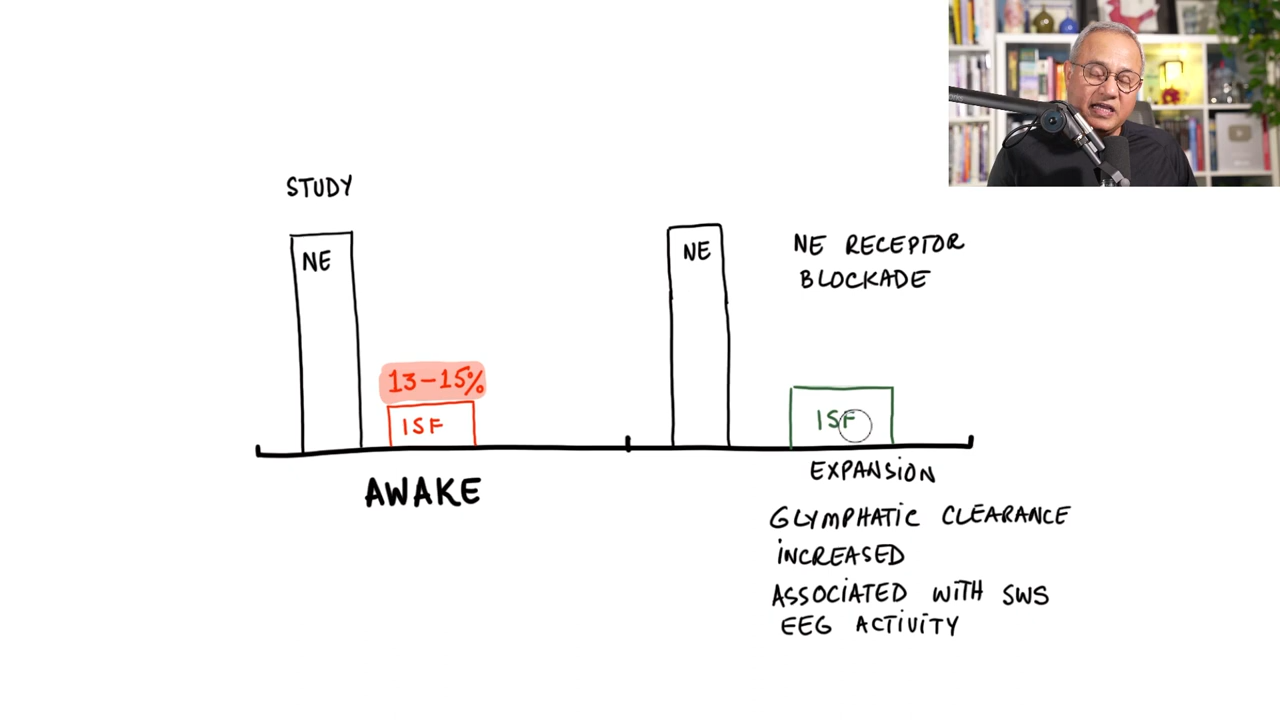 STUDY
NE
13-15%
ISF
AWAKE
NE
NE RECEPTOR
BLOCKADE
ISF
EXPANSION
GLYMPHATIC CLEARANCE
INCREASED
ASSOCIATED WITH SWS
EEG ACTIVITY